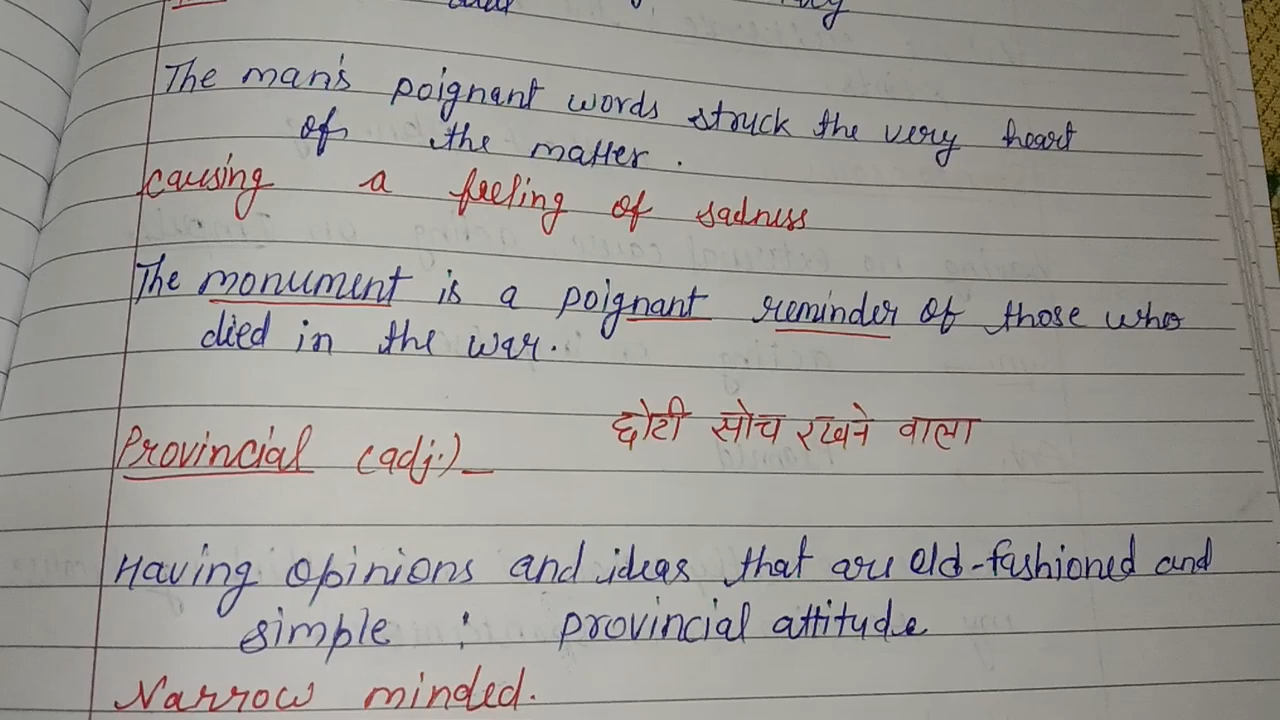 The man's poignant words struck the very heart
of the matter.
causing a feeling of sadness
The monument is a poignant reminder of those who
died in the war.
छोटी सोच रखने वाला
Provincial (adj.)_
Having opinions and ideas that are old-fashioned and
simple : provincial attitude
Narrow minded.